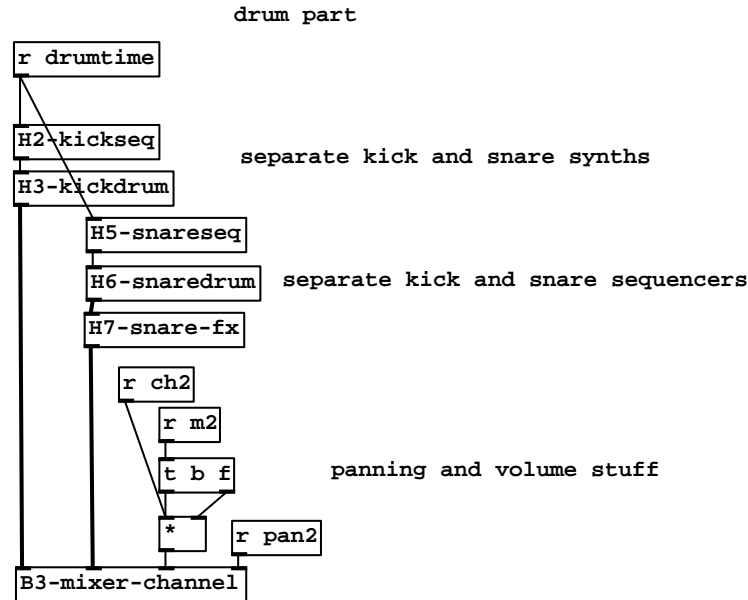 drum part
r drumtime
H2-kickseq
separate kick and snare synths
H3-kickdrum
H5-snareseq
H6-snaredrum
separate kick and snare sequencers
H7-snare-fx
r ch2
r m2
t b f
panning and volume stuff
*
r pan2
B3-mixer-channel